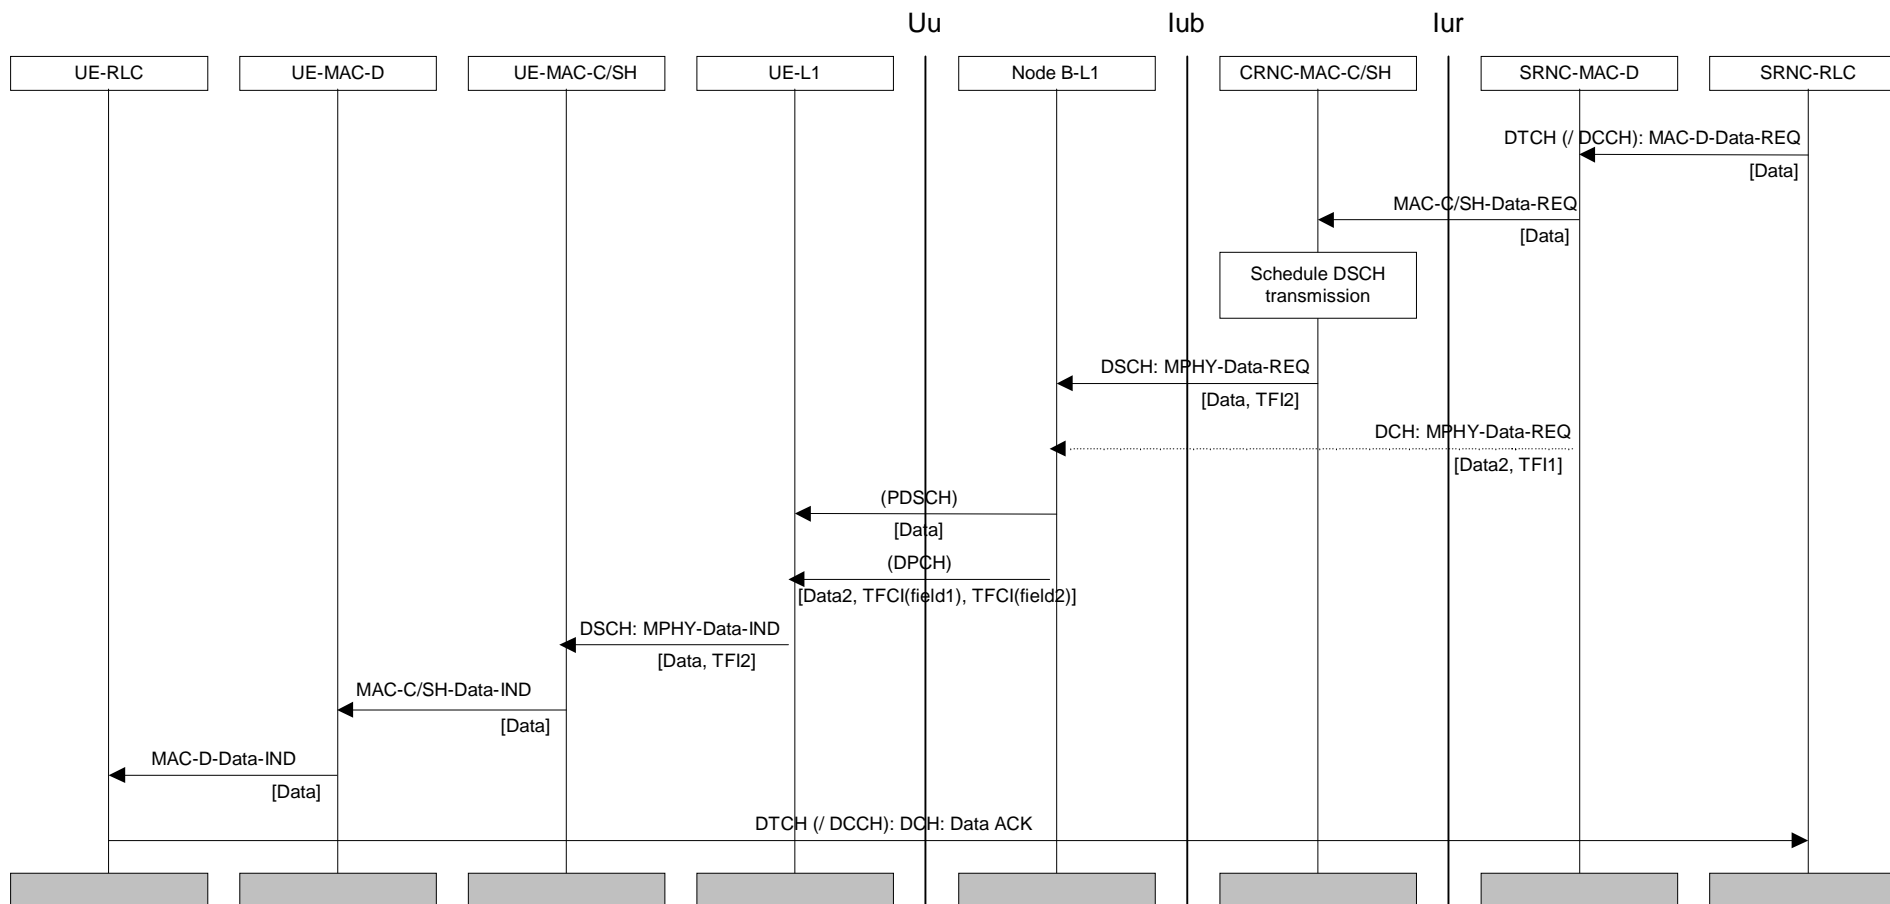 Uu
Iub
Iur
UE-RLC
UE-MAC-D
UE-MAC-C/SH
UE-L1
Node B-L1
CRNC-MAC-C/SH
SRNC-MAC-D
SRNC-RLC
DTCH (/ DCCH): MAC-D-Data-REQ
[Data]
MAC-C/SH-Data-REQ
[Data]
Schedule DSCH
transmission
DSCH: MPHY-Data-REQ
[Data, TFI2]
DCH: MPHY-Data-REQ
[Data2, TFI1]
(PDSCH)
[Data]
(DPCH)
[Data2, TFCI(field1), TFCI(field2)]
DSCH: MPHY-Data-IND
[Data, TFI2]
MAC-C/SH-Data-IND
[Data]
MAC-D-Data-IND
[Data]
DTCH (/ DCCH): DCH: Data ACK